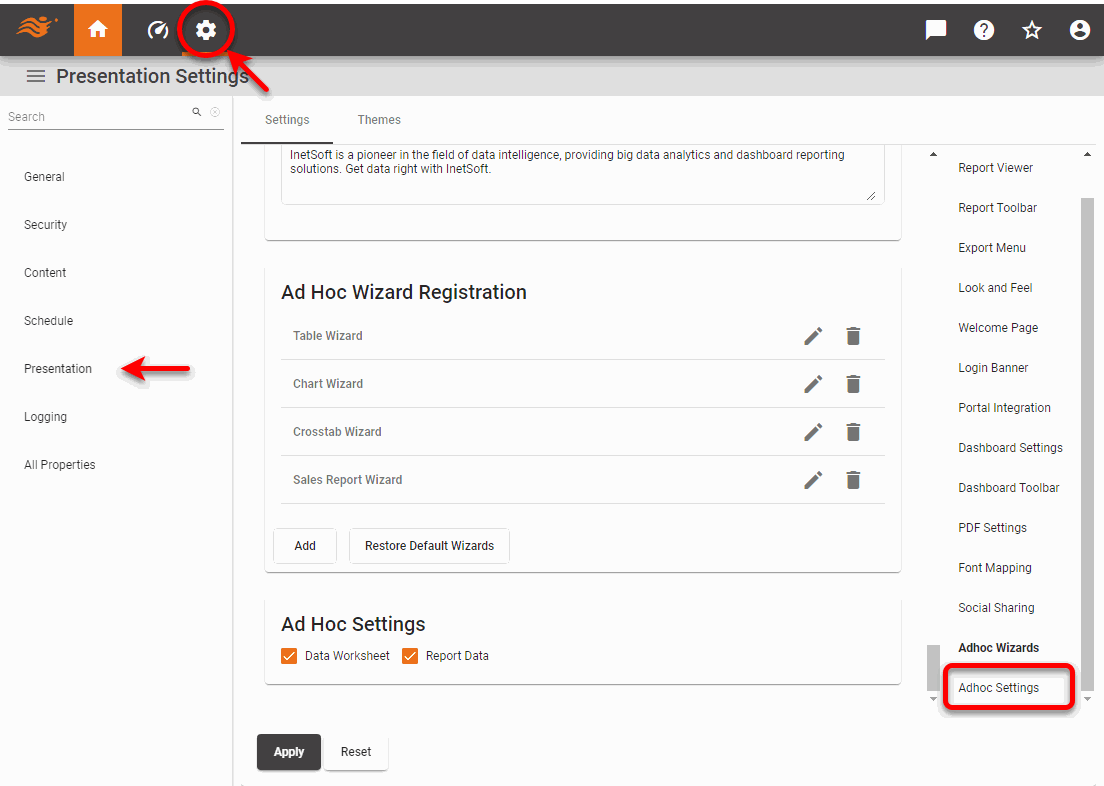 Presentation Settings
Search
General
Security
Content
Schedule
Presentation
Logging
All Properties
Settings
Themes
InetSoft is a pioneer in the field of data intelligence, providing big data analytics and dashboard reporting
solutions. Get data right with InetSoft.
Ad Hoc Wizard Registration
Table Wizard
Chart Wizard
Crosstab Wizard
Sales Report Wizard
Add
Restore Default Wizards
Ad Hoc Settings
Data Worksheet
Report Data
Apply
Reset
Report Viewer
Report Toolbar
Export Menu
Look and Feel
Welcome Page
Login Banner
Portal Integration
Dashboard Settings
Dashboard Toolbar
PDF Settings
Font Mapping
Social Sharing
Adhoc Wizards
Adhoc Settings